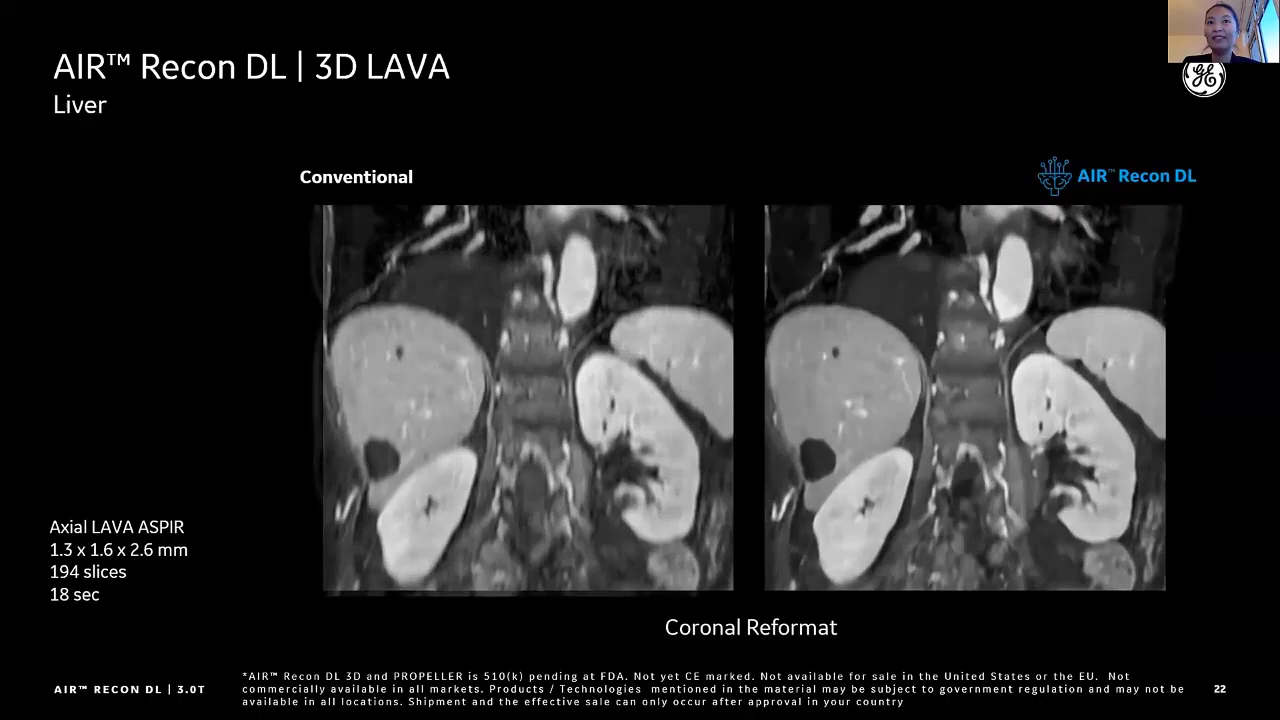 AIR™ Recon DL | 3D LAVA
Liver
Conventional
AIR™ Recon DL
Axial LAVA ASPIR
1.3 x 1.6 x 2.6 mm
194 slices
18 sec
Coronal Reformat
AIR™ RECON DL | 3.0T
*AIR™ Recon DL 3D and PROPELLER is 510(k) pending at FDA. Not yet CE marked. Not available for sale in the United States or the EU. Not
commercially available in all markets. Products / Technologies mentioned in the material may be subject to government regulation and may not be
available in all locations. Shipment and the effective sale can only occur after approval in your country
22
GE